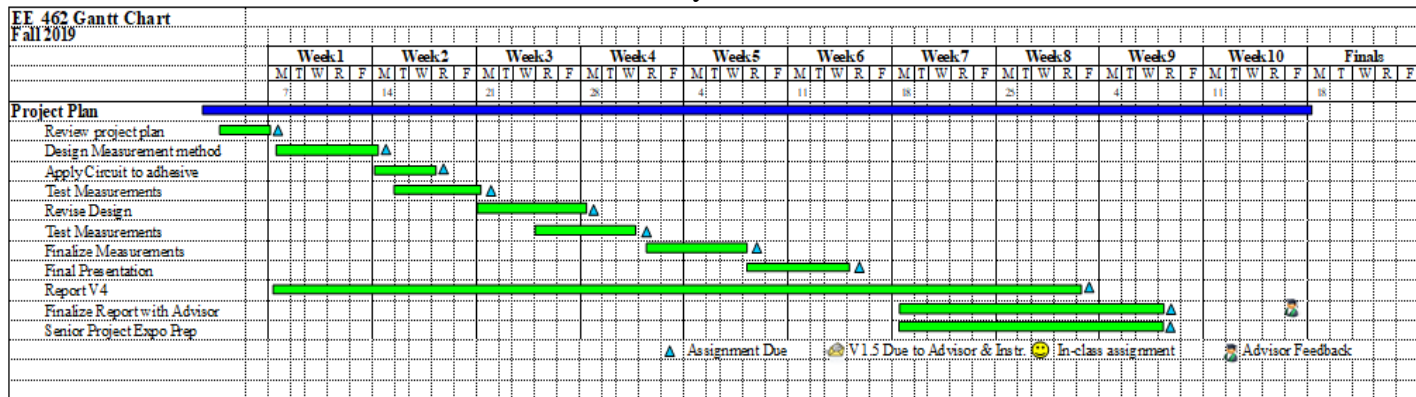 EE 462 Gantt Chart
Fall 2019
Week1 Week2 Week3 Week4 Week5 Week6 Week7 Week8 Week9 Week10 Finals
M T W R F M T W R F M T W R F M T W R F M T W R F M T W R F M T W R F M T W R F M T W R F M T W R F M T W R F
7 14 21 28 4 11 18 25 4 11 18
Project Plan
Review project plan
Design Measurement method
Apply Circuit to adhesive
Test Measurements
Revise Design
Test Measurements
Finalize Measurements
Final Presentation
Report V4
Finalize Report with Advisor
Senior Project Expo Prep
Assignment Due V1.5 Due to Advisor & Instr. In-class assignment Advisor Feedback